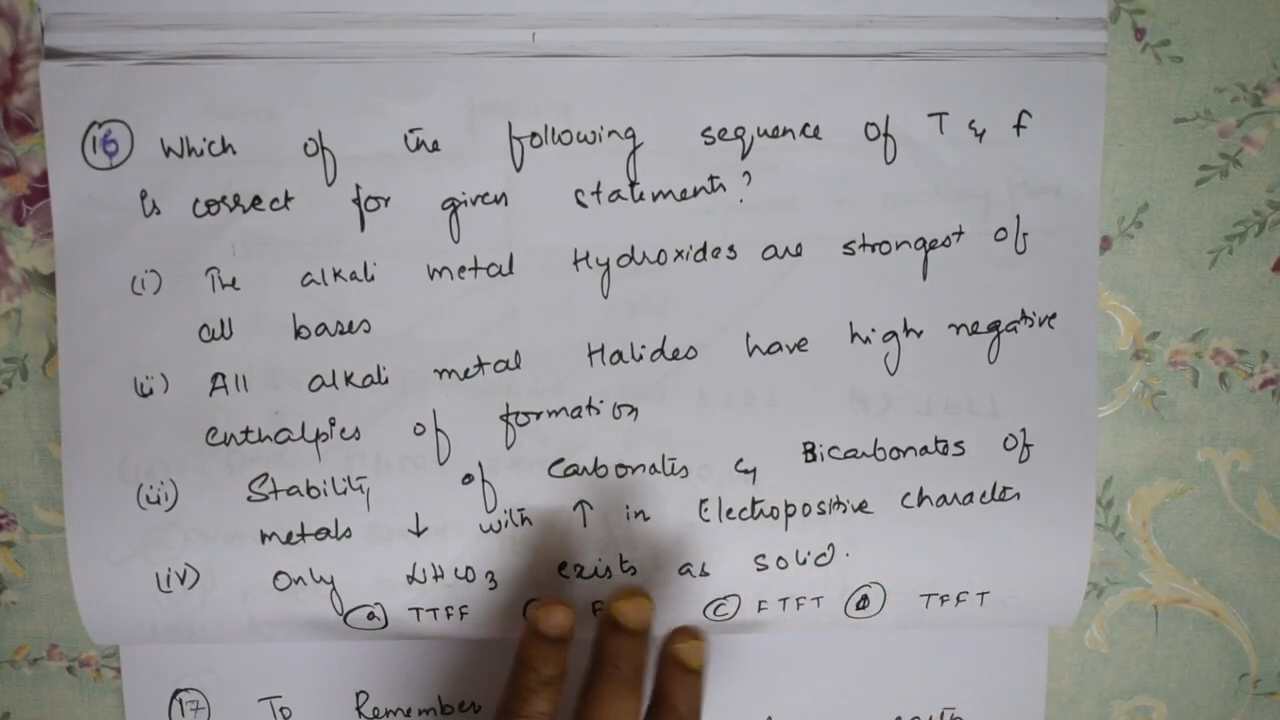 16 Which of the following sequence of T & F
Is correct for given statements?
(i) The alkali metal Hydroxides are strongest of
all bases
(ii) All alkali metal Halides have high negative
enthalpies of formation
(iii) Stability of Carbonates & Bicarbonates of
metals ↓ with ↑ in Electropositive character
(iv) Only LiHCO3 exists as solid.
(a) TTFF F (c) FTFT (d) TFFT
17 To Remember